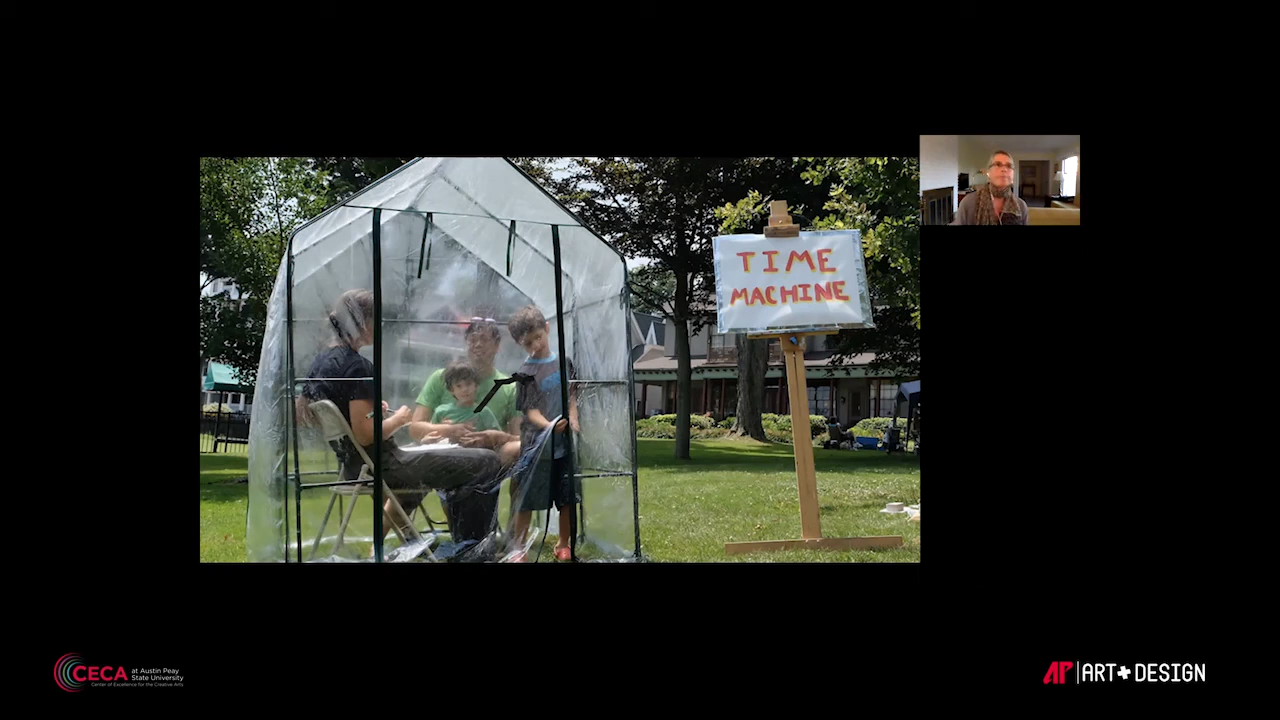 TIME
MACHINE
CECA
at Austin Peay
State University
Center of Excellence for the Creative Arts
AP ART+DESIGN